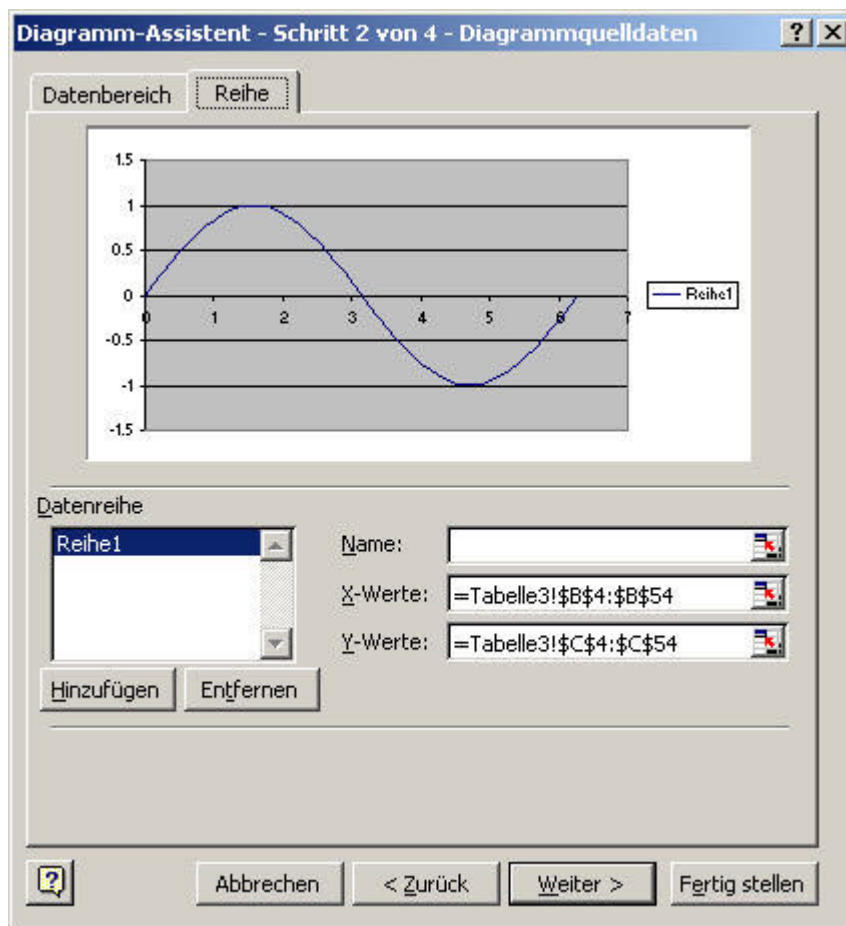 Diagramm-Assistent - Schritt 2 von 4 - Diagrammquelldaten
Datenbereich Reihe
1.5
1
0.5
0
-0.5
-1
-1.5
0 1 2 3 4 5 6 7
Reihe1
Datenreihe
Reihe1
Name:
X-Werte: =Tabelle3!$B$4:$B$54
Y-Werte: =Tabelle3!$C$4:$C$54
Hinzufügen Entfernen
Abbrechen < Zurück Weiter > Fertig stellen